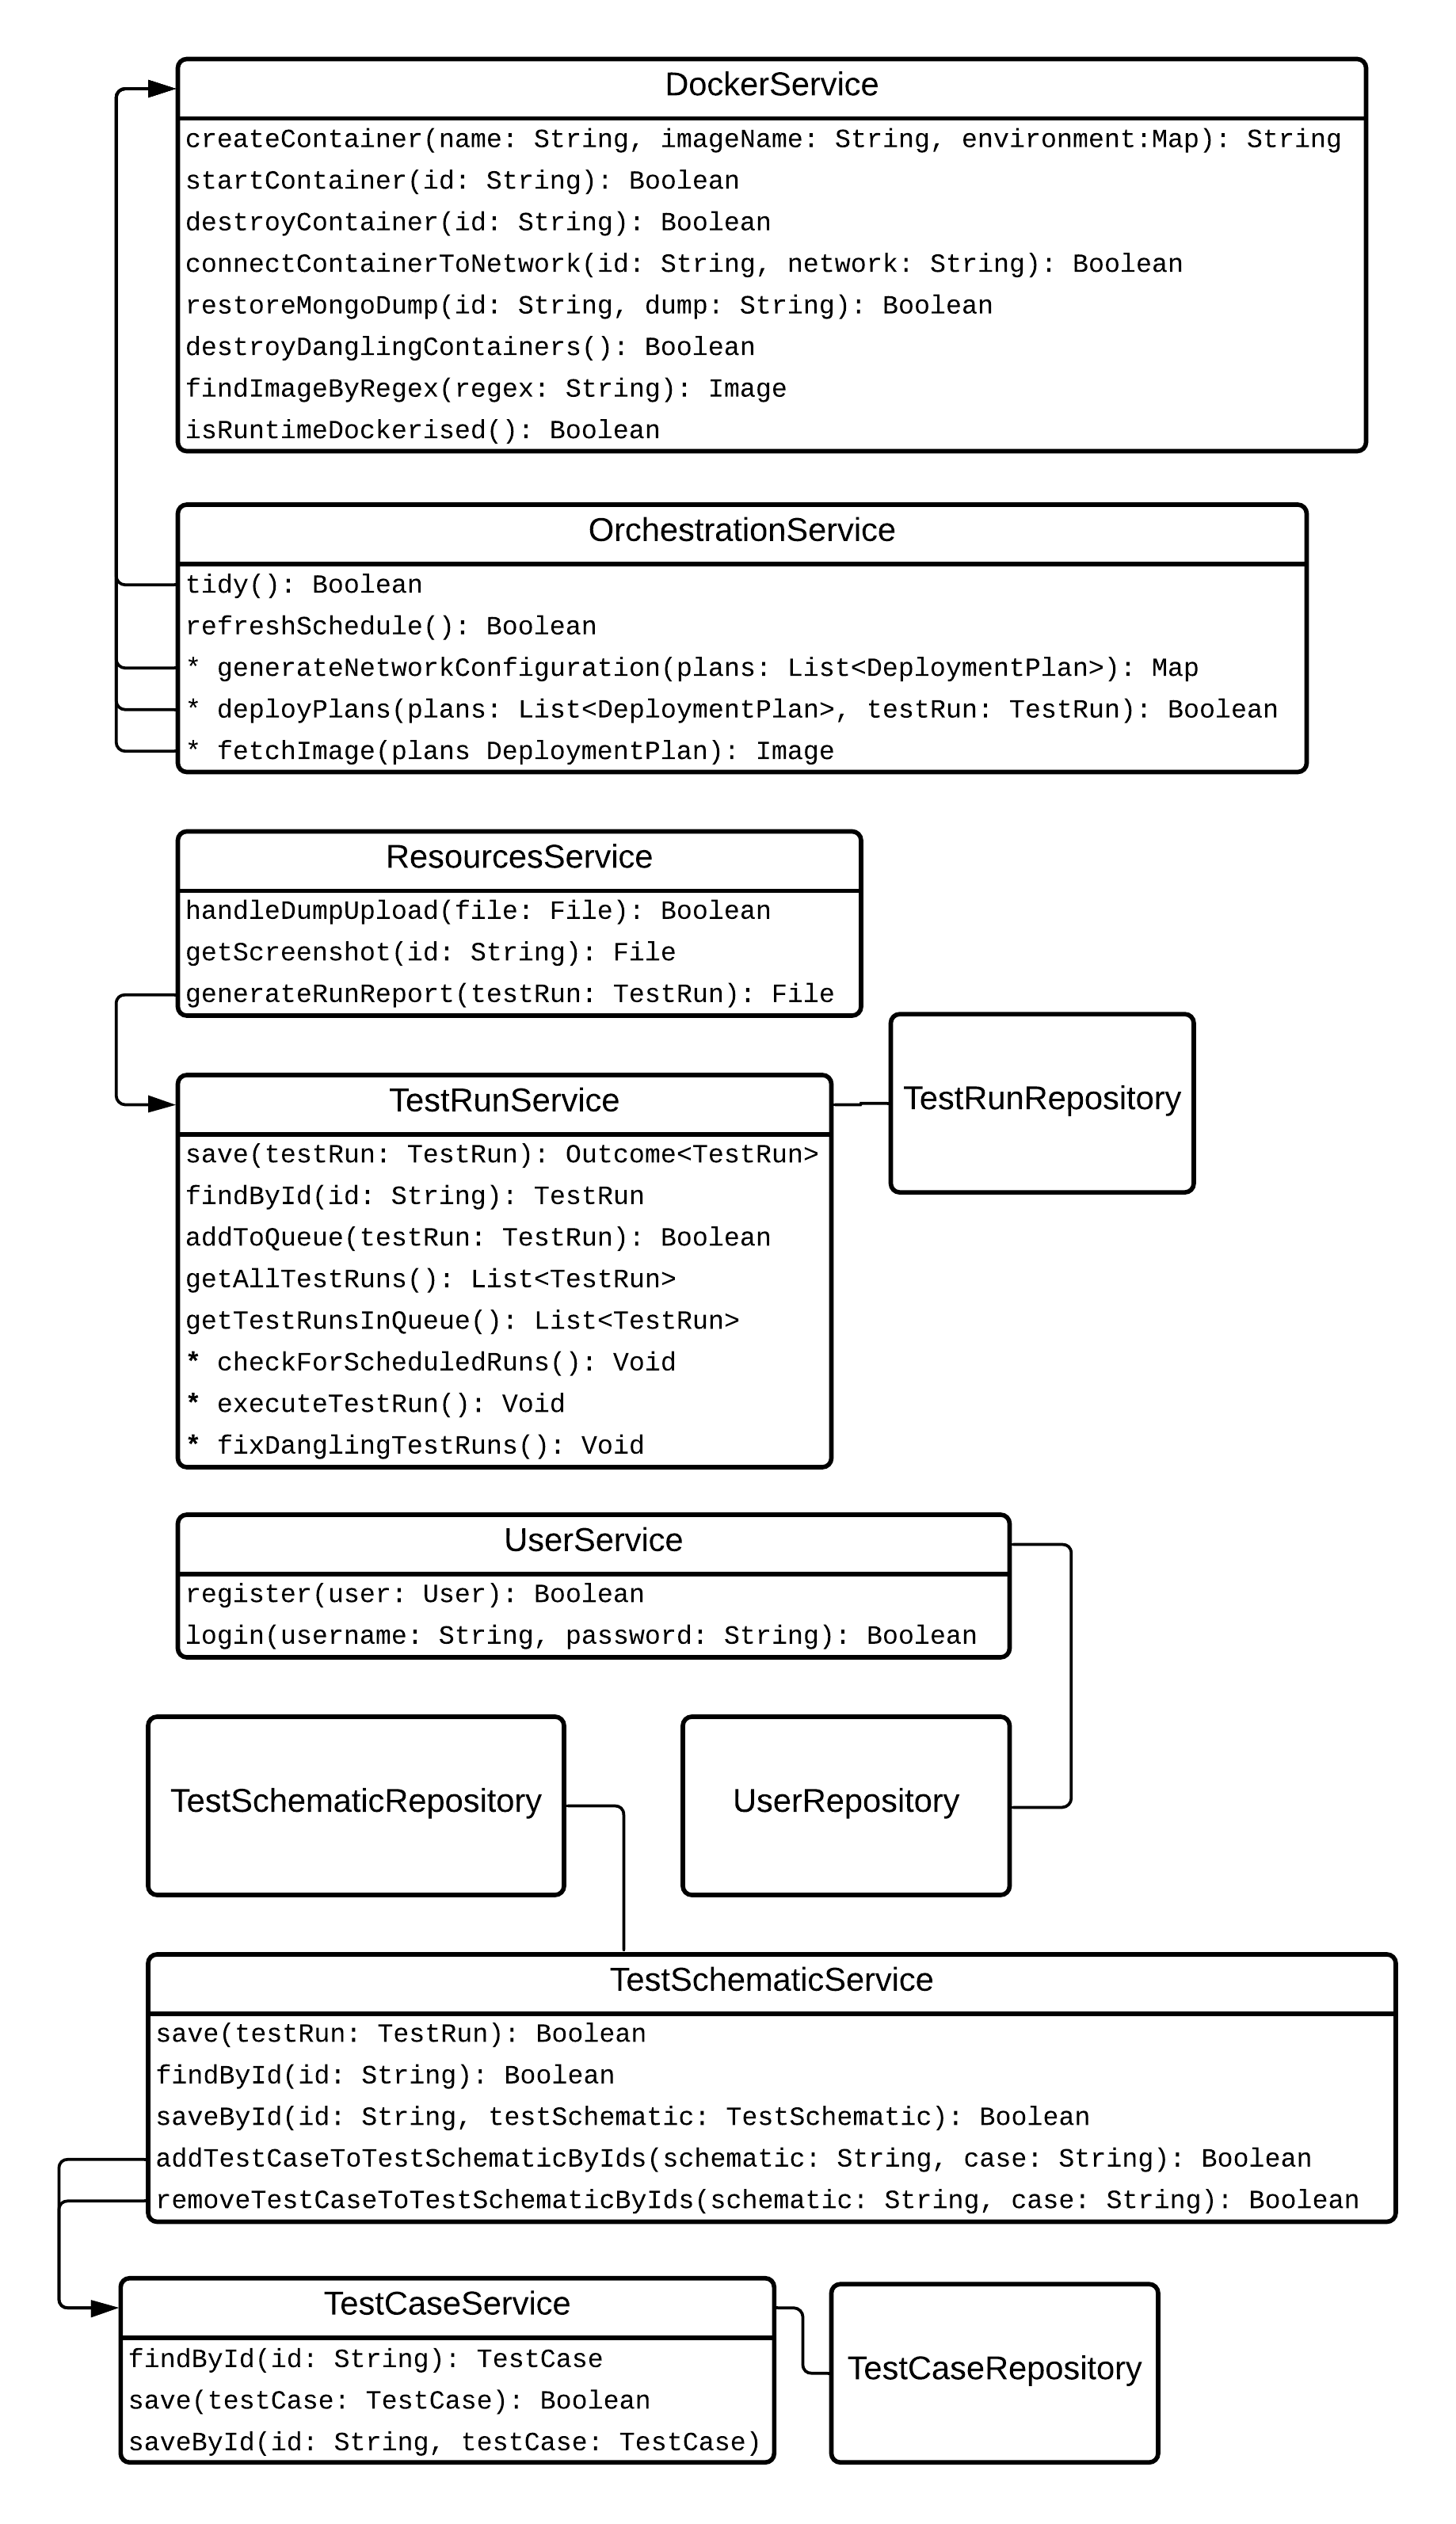 DockerService
createContainer(name: String, imageName: String, environment:Map): String
startContainer(id: String): Boolean
destroyContainer(id: String): Boolean
connectContainerToNetwork(id: String, network: String): Boolean
restoreMongoDump(id: String, dump: String): Boolean
destroyDanglingContainers(): Boolean
findImageByRegex(regex: String): Image
isRuntimeDockerised(): Boolean
OrchestrationService
tidy(): Boolean
refreshSchedule(): Boolean
* generateNetworkConfiguration(plans: List<DeploymentPlan>): Map
* deployPlans(plans: List<DeploymentPlan>, testRun: TestRun): Boolean
* fetchImage(plans DeploymentPlan): Image
ResourcesService
handleDumpUpload(file: File): Boolean
getScreenshot(id: String): File
generateRunReport(testRun: TestRun): File
TestRunService
TestRunRepository
save(testRun: TestRun): Outcome<TestRun>
findById(id: String): TestRun
addToQueue(testRun: TestRun): Boolean
getAllTestRuns(): List<TestRun>
getTestRunsInQueue(): List<TestRun>
* checkForScheduledRuns(): Void
* executeTestRun(): Void
* fixDanglingTestRuns(): Void
UserService
register(user: User): Boolean
login(username: String, password: String): Boolean
TestSchematicRepository
UserRepository
TestSchematicService
save(testRun: TestRun): Boolean
findById(id: String): Boolean
saveById(id: String, testSchematic: TestSchematic): Boolean
addTestCaseToTestSchematicByIds(schematic: String, case: String): Boolean
removeTestCaseToTestSchematicByIds(schematic: String, case: String): Boolean
TestCaseService
findById(id: String): TestCase
save(testCase: TestCase): Boolean
saveById(id: String, testCase: TestCase)
TestCaseRepository